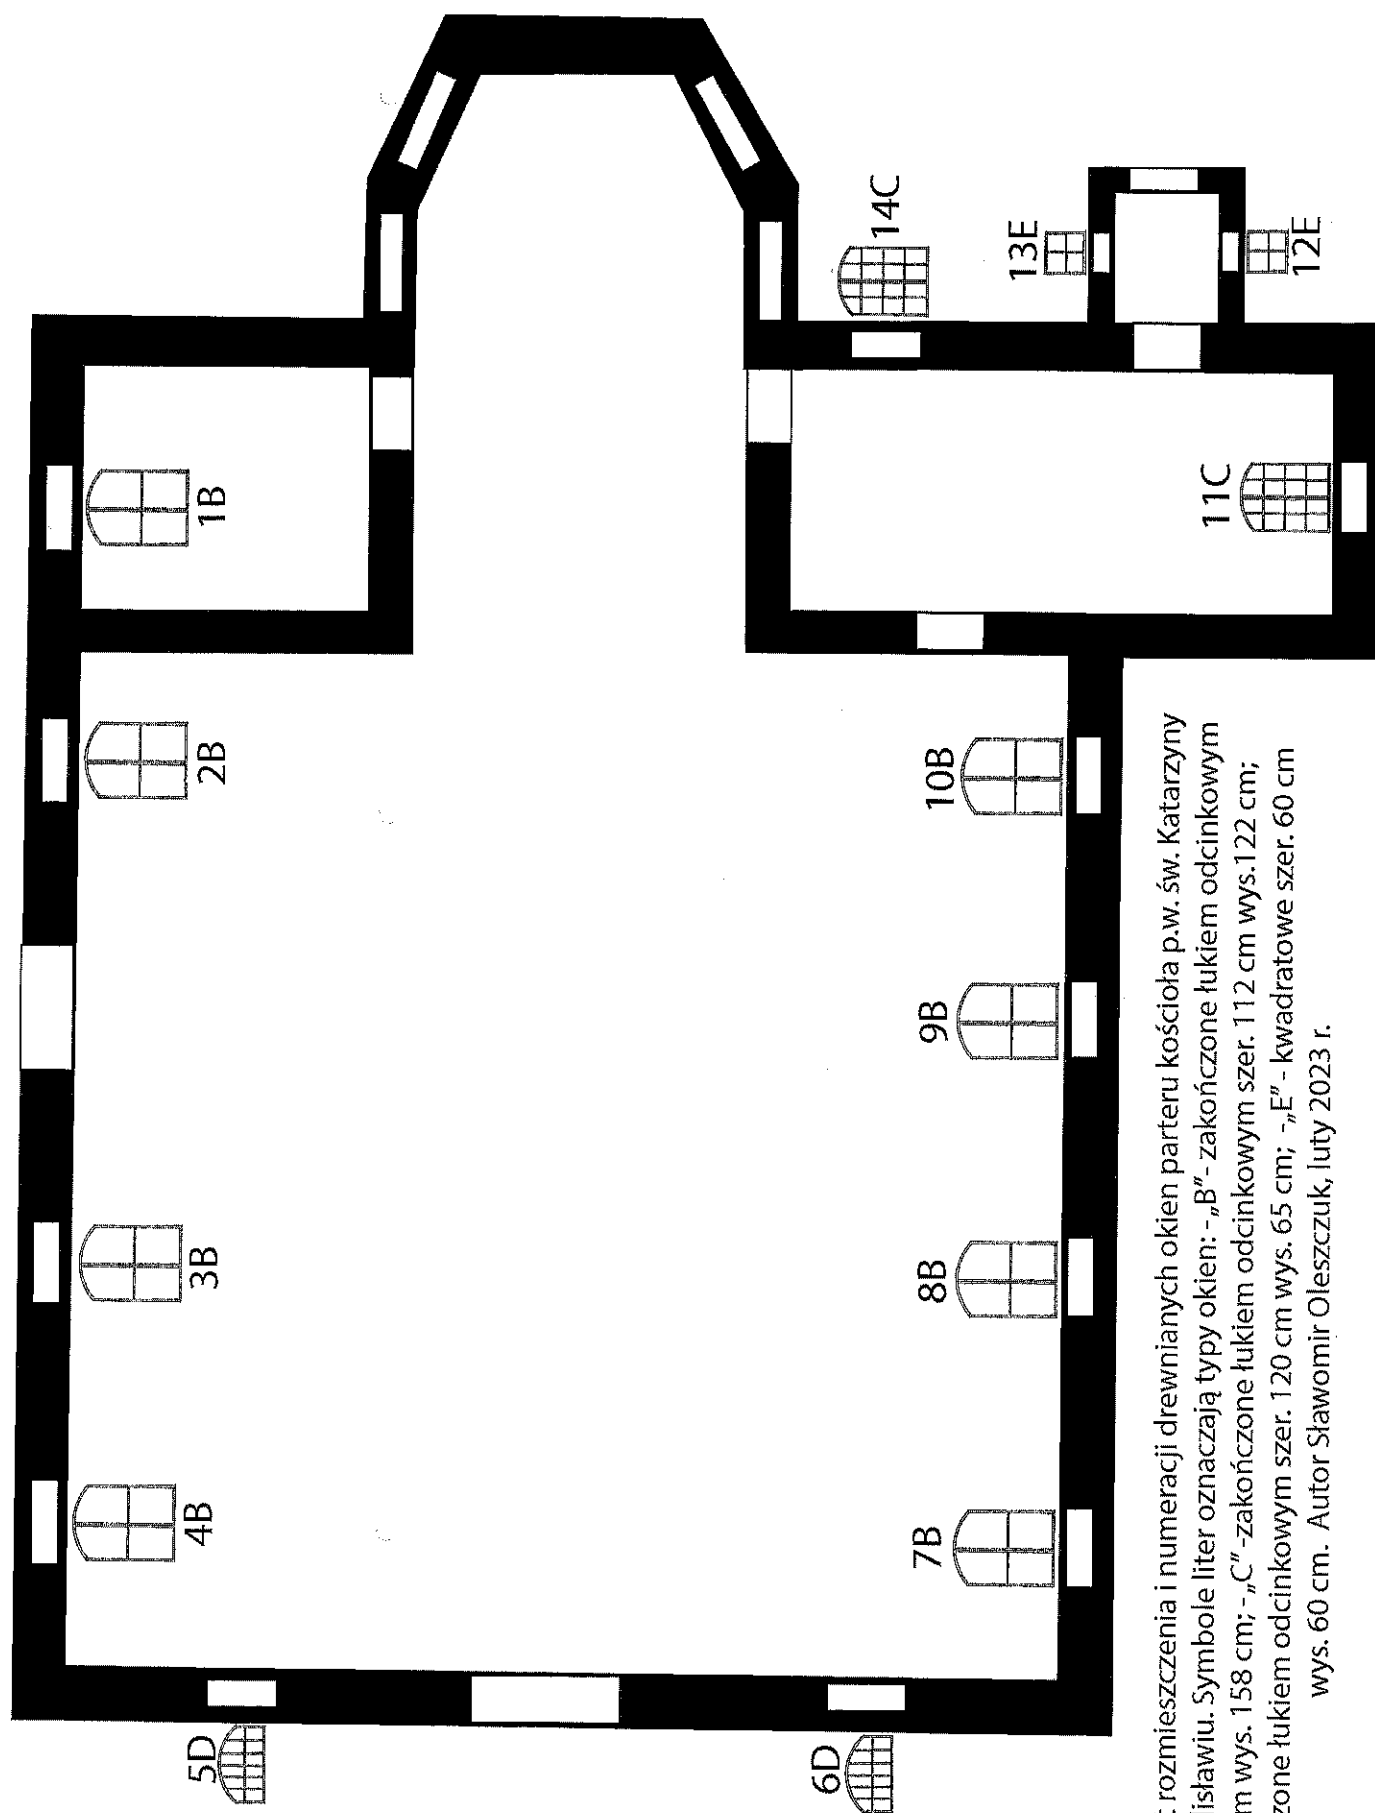 1B
2B
3B
4B
5D
6D
7B
8B
9B
10B
11C
12E
13E
14C
rozmieszczenia i numeracji drewnianych okien parteru kościoła p.w. św. Katarzyny
Symbole liter oznaczają typy okien: -„B”- zakończone łukiem odcinkowym
wys. 158 cm; -„C” -zakończone łukiem odcinkowym szer. 112 cm wys.122 cm;
łukiem odcinkowym szer. 120 cm wys. 65 cm; -„E” - kwadratowe szer. 60 cm
wys. 60 cm. Autor Sławomir Oleszczuk, luty 2023 r.